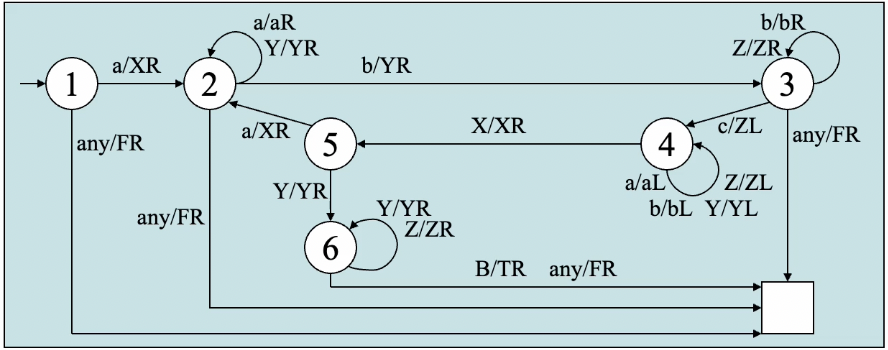 a/aR
Y/YR
b/bR
Z/ZR
a/XR
b/YR
1
2
3
a/XR
X/XR
c/ZL
5
4
any/FR
any/FR
Y/YR
a/aL
Z/ZL
b/bL
Y/YL
any/FR
Y/YR
Z/ZR
6
B/TR any/FR